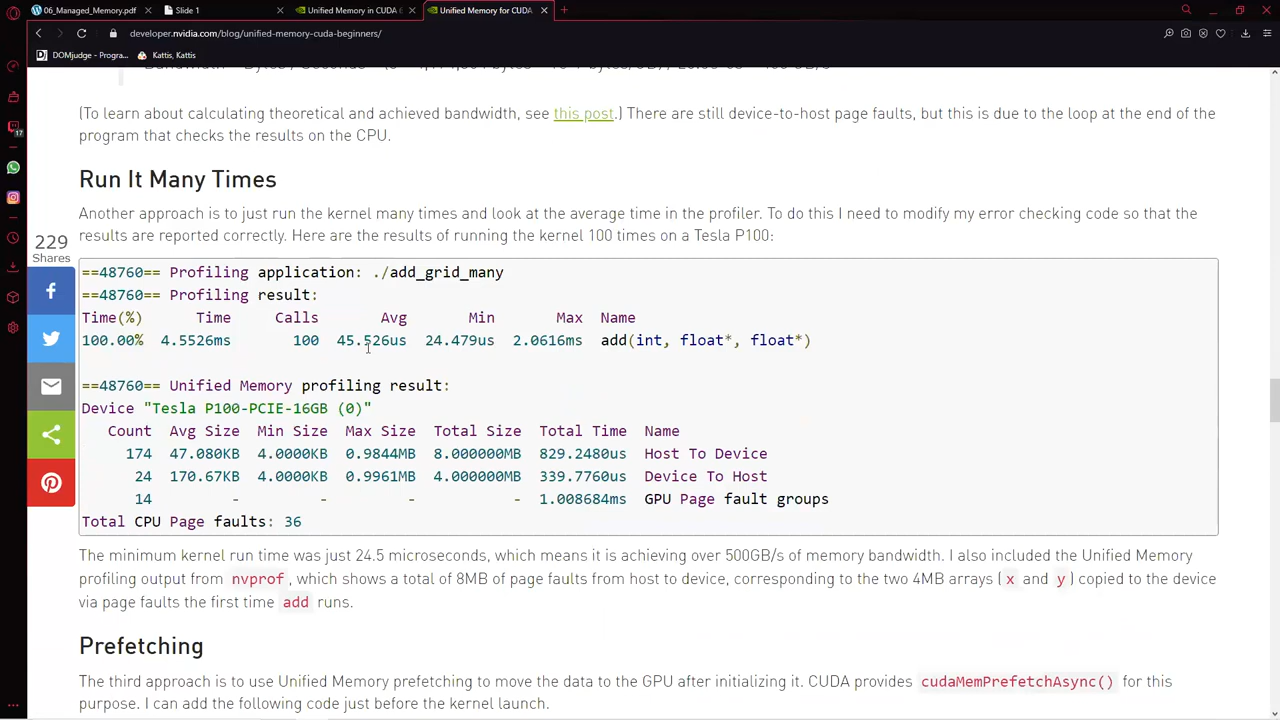 06_Managed_Memory.pdf
Slide 1
Unified Memory in CUDA 6
Unified Memory for CUDA
developer.nvidia.com/blog/unified-memory-cuda-beginners/
DOMjudge - Progra...
Kattis, Kattis
(To learn about calculating theoretical and achieved bandwidth, see this post.) There are still device-to-host page faults, but this is due to the loop at the end of the
program that checks the results on the CPU.
Run It Many Times
Another approach is to just run the kernel many times and look at the average time in the profiler. To do this I need to modify my error checking code so that the
results are reported correctly. Here are the results of running the kernel 100 times on a Tesla P100:
229
Shares
==48760== Profiling application: ./add_grid_many
==48760== Profiling result:
Time(%) Time Calls Avg Min Max Name
100.00% 4.5526ms 100 45.526us 24.479us 2.0616ms add(int, float*, float*)
==48760== Unified Memory profiling result:
Device "Tesla P100-PCIE-16GB (0)"
Count Avg Size Min Size Max Size Total Size Total Time Name
174 47.080KB 4.0000KB 0.9844MB 8.000000MB 829.2480us Host To Device
24 170.67KB 4.0000KB 0.9961MB 4.000000MB 339.7760us Device To Host
14 - - - - 1.008684ms GPU Page fault groups
Total CPU Page faults: 36
The minimum kernel run time was just 24.5 microseconds, which means it is achieving over 500GB/s of memory bandwidth. I also included the Unified Memory
profiling output from nvprof, which shows a total of 8MB of page faults from host to device, corresponding to the two 4MB arrays (x and y) copied to the device
via page faults the first time add runs.
Prefetching
The third approach is to use Unified Memory prefetching to move the data to the GPU after initializing it. CUDA provides cudaMemPrefetchAsync() for this
purpose. I can add the following code just before the kernel launch.